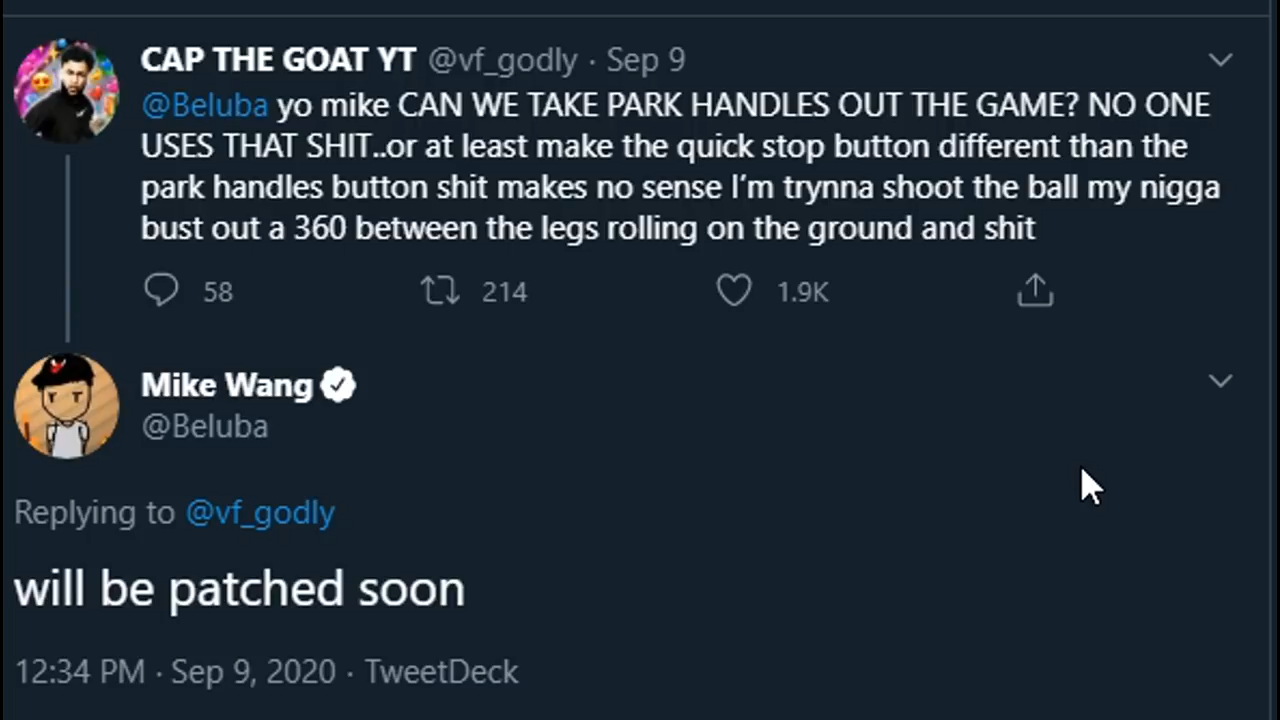 CAP THE GOAT YT @vf_godly · Sep 9
@Beluba yo mike CAN WE TAKE PARK HANDLES OUT THE GAME? NO ONE
USES THAT SHIT..or at least make the quick stop button different than the
park handles button shit makes no sense I’m trynna shoot the ball my nigga
bust out a 360 between the legs rolling on the ground and shit
58 214 1.9K
Mike Wang
@Beluba
Replying to @vf_godly
will be patched soon
12:34 PM · Sep 9, 2020 · TweetDeck